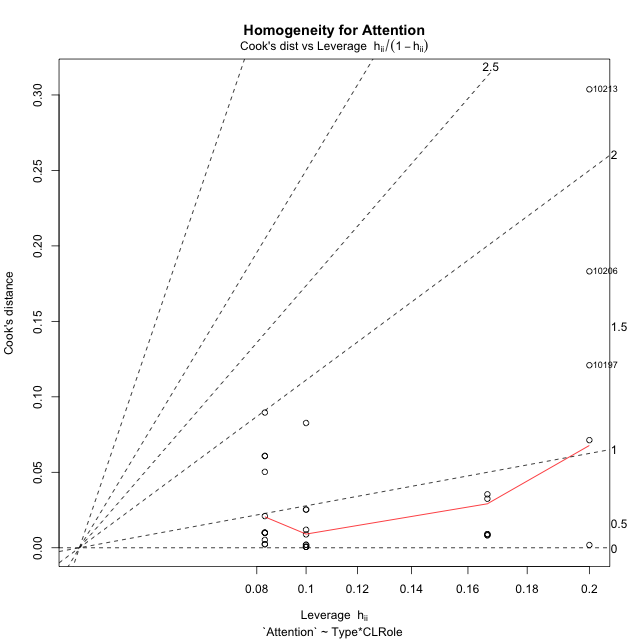 Homogeneity for Attention
Cook's dist vs Leverage hii/(1 − hii)
2.5
0.30
10213
2
0.25
0.20
10206
1.5
0.15
10197
0.10
1
0.05
0.5
0.00
0
Cook's distance
0.08 0.1 0.12 0.14 0.16 0.18 0.2
Leverage hii
`Attention` ~ Type*CLRole